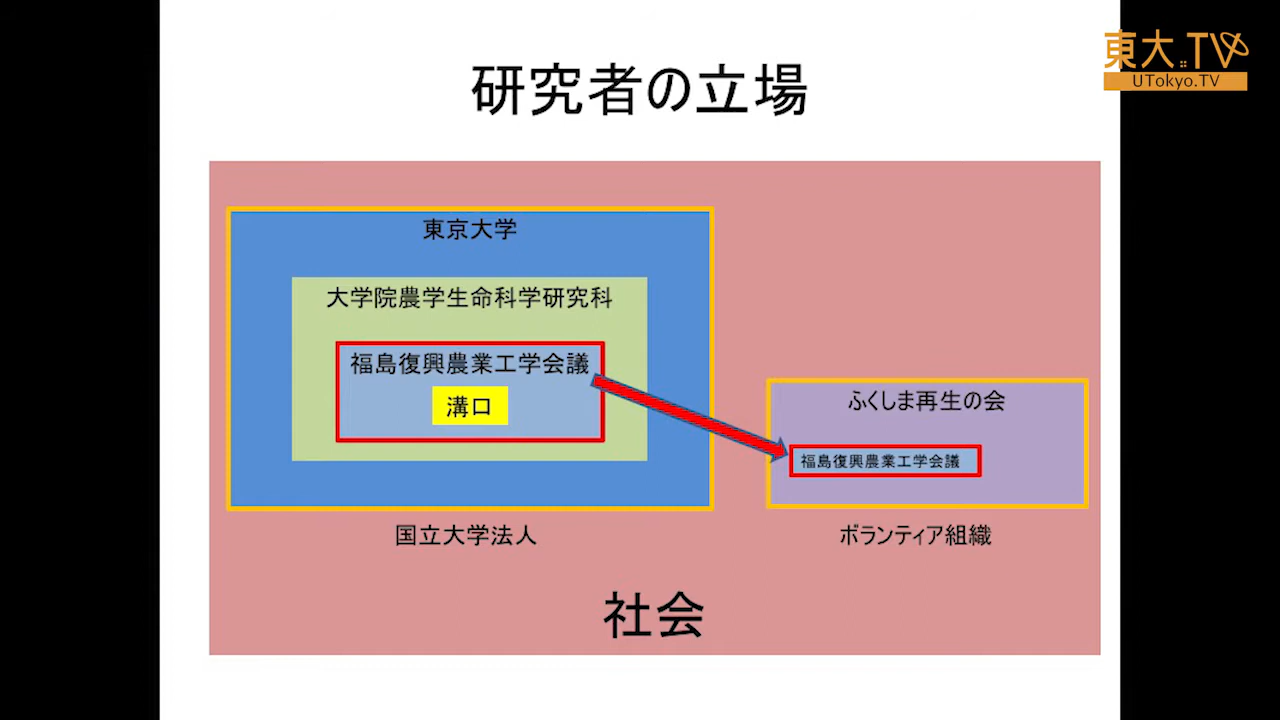 東大.TV
UTokyo.TV
研究者の立場
東京大学
大学院農学生命科学研究科
福島復興農業工学会議
溝口
ふくしま再生の会
福島復興農業工学会議
国立大学法人
ボランティア組織
社会